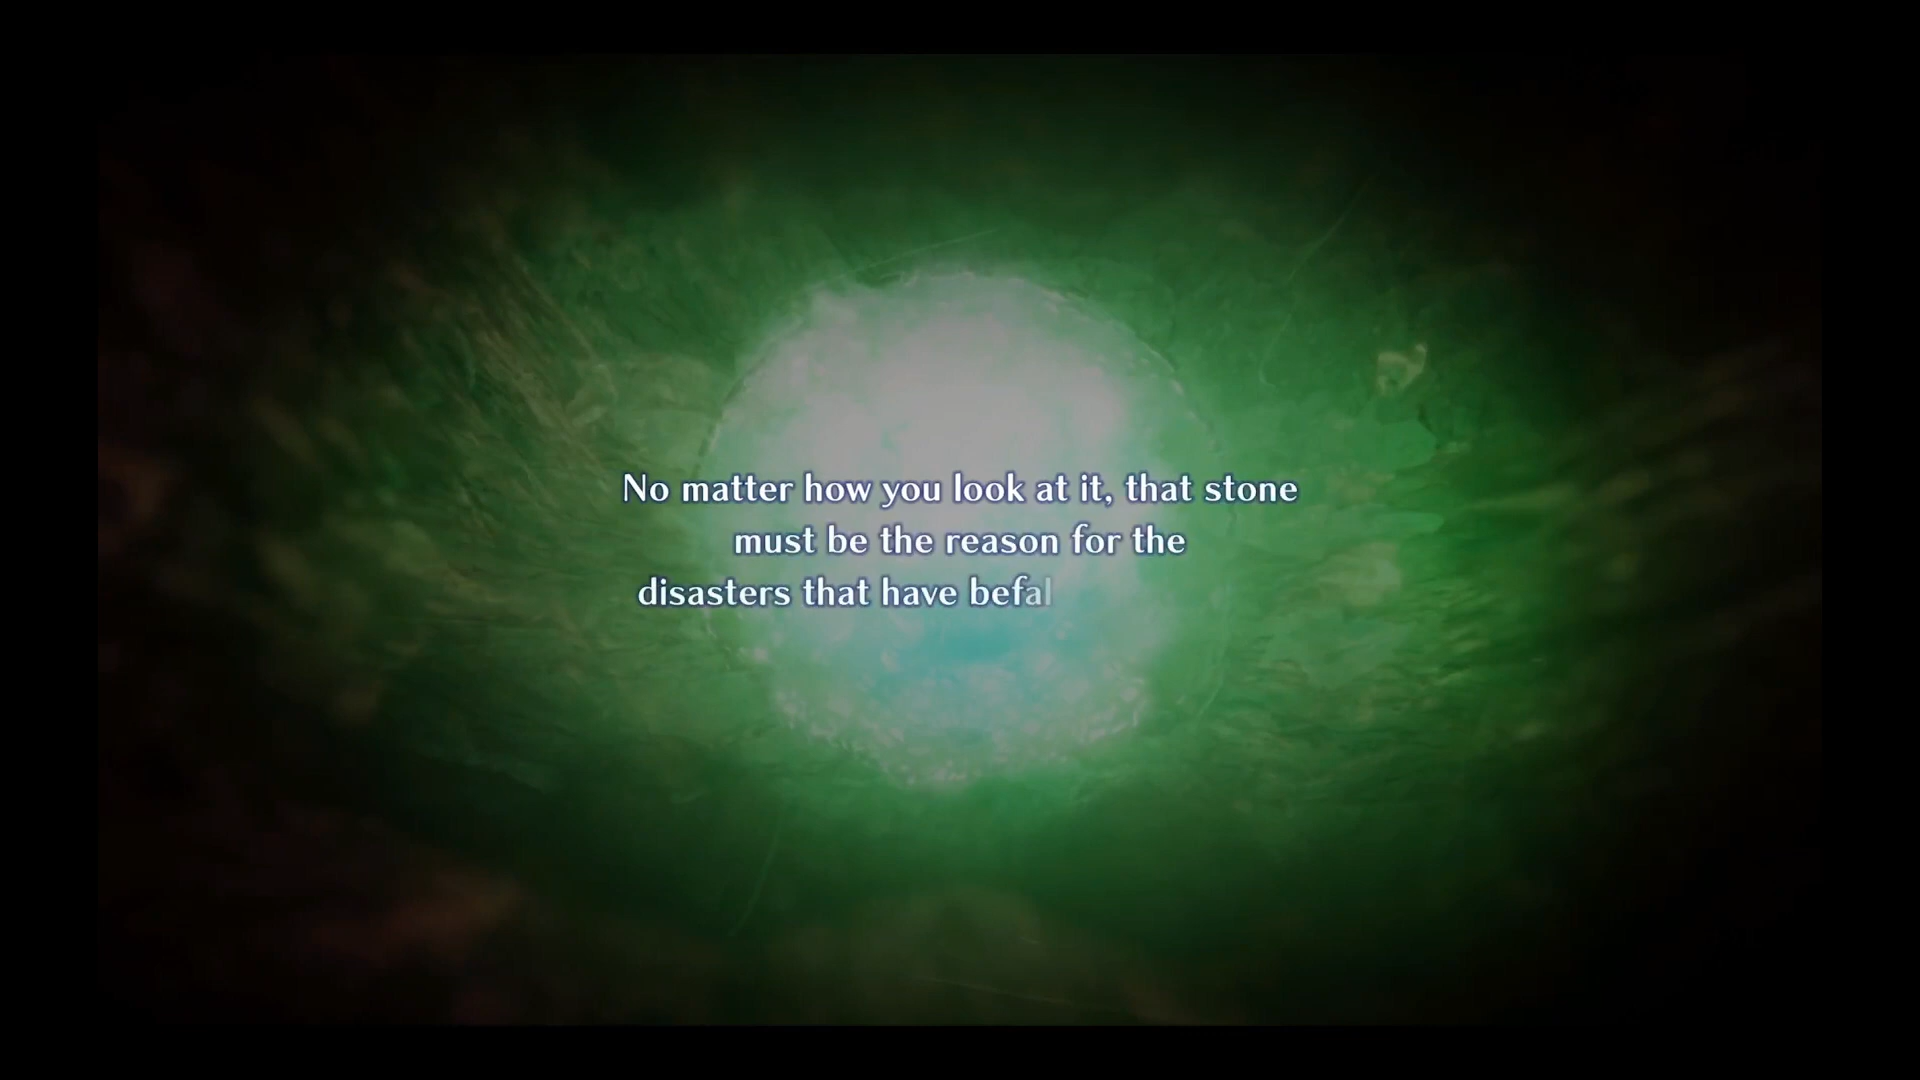 No matter how you look at it, that stone
must be the reason for the
disasters that have befal